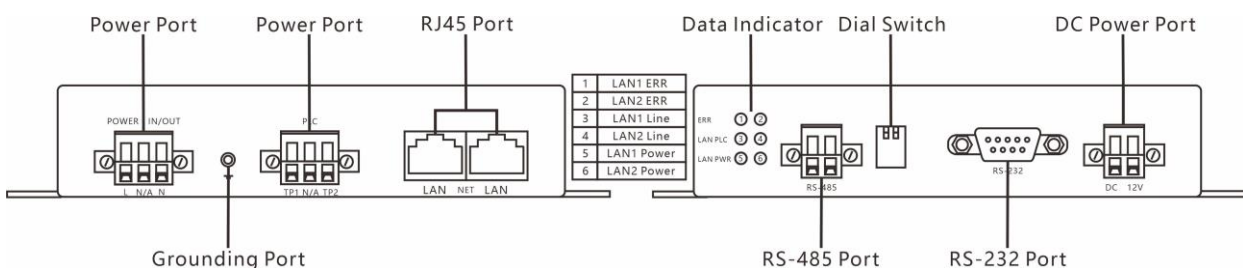 Power Port Power Port RJ45 Port Data Indicator Dial Switch DC Power Port
1 LAN1 ERR
2 LAN2 ERR
3 LAN1 Line
4 LAN2 Line
5 LAN1 Power
6 LAN2 Power
POWER IN/OUT
PLC
L N/A N
TP1 N/A TP2
LAN NET LAN
ERR 1 2
LAN PLC 3 4
LAN PWR 5 6
RS-485
RS-232
DC 12V
Grounding Port RS-485 Port RS-232 Port